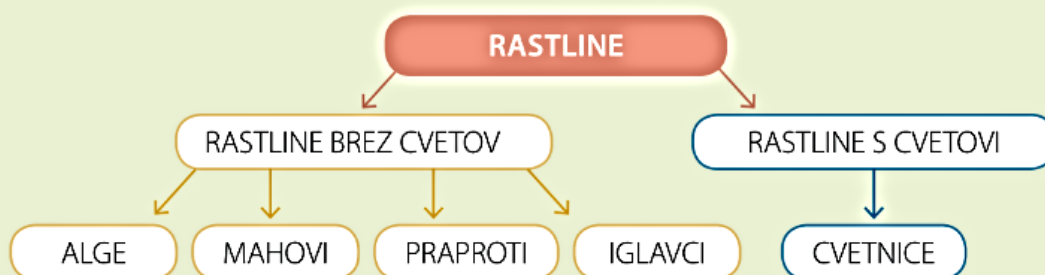 RASTLINE
RASTLINE BREZ CVETOV
RASTLINE S CVETOVI
ALGE
MAHOVI
PRAPROTI
IGLAVCI
CVETNICE